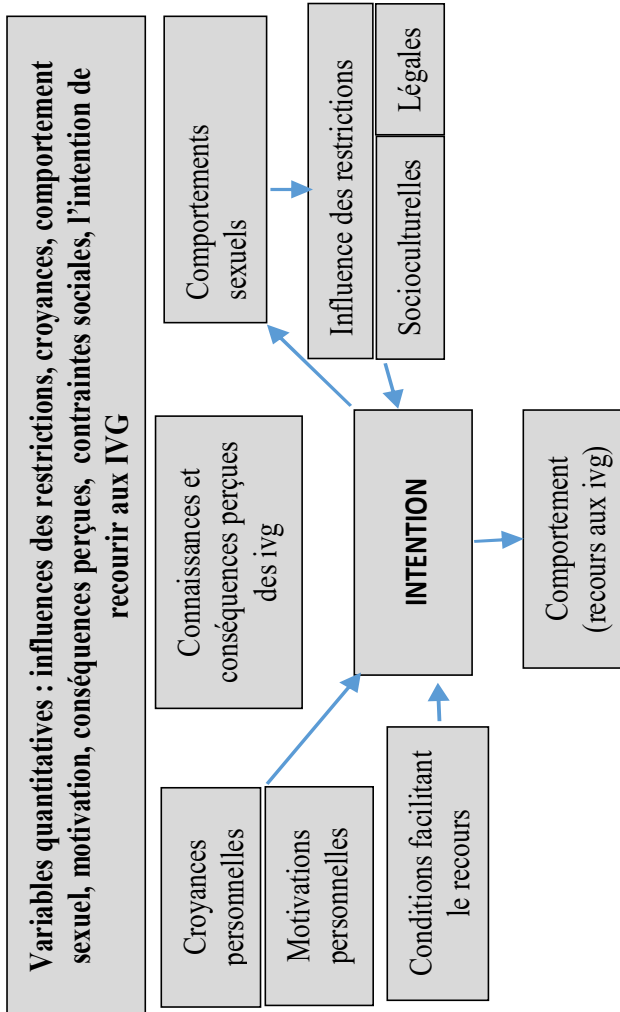 Variables quantitatives : influences des restrictions, croyances, comportement
sexuel, motivation, conséquences perçues, contraintes sociales, l’intention de
recourir aux IVG
Croyances
personnelles
Motivations
personnelles
Conditions facilitant
le recours
Connaissances et
conséquences perçues
des ivg
INTENTION
Comportement
(recours aux ivg)
Comportements
sexuels
Influence des restrictions
Socioculturelles
Légales